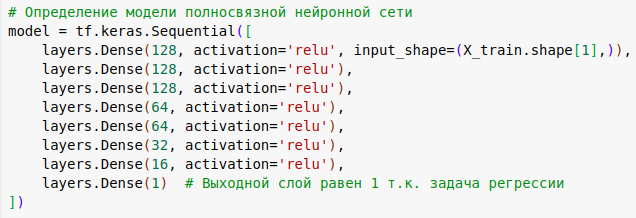 # Определение модели полносвязной нейронной сети
model = tf.keras.Sequential([
    layers.Dense(128, activation='relu', input_shape=(X_train.shape[1],)),
    layers.Dense(128, activation='relu'),
    layers.Dense(128, activation='relu'),
    layers.Dense(64, activation='relu'),
    layers.Dense(64, activation='relu'),
    layers.Dense(32, activation='relu'),
    layers.Dense(16, activation='relu'),
    layers.Dense(1)  # Выходной слой равен 1 т.к. задача регрессии
])